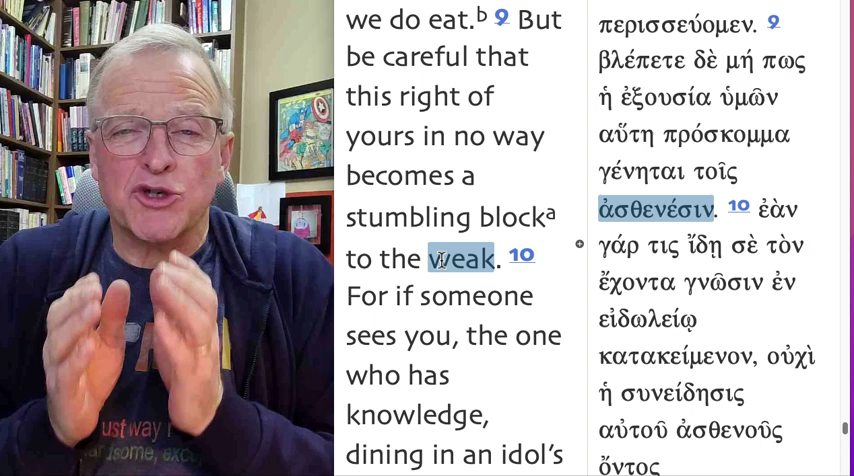 we do eat.ᵇ 9 But
be careful that
this right of
yours in no way
becomes a
stumbling blockᵃ
to the weak. 10
For if someone
sees you, the one
who has
knowledge,
dining in an idol’s
περισσεύομεν. 9
βλέπετε δὲ μή πως
ἡ ἐξουσία ὑμῶν
αὕτη πρόσκομμα
γένηται τοῖς
ἀσθενέσιν. 10 ἐὰν
γάρ τις ἴδῃ σὲ τὸν
ἔχοντα γνῶσιν ἐν
εἰδωλείῳ
κατακείμενον, οὐχὶ
ἡ συνείδησις
αὐτοῦ ἀσθενοῦς
ὄντος
ust way